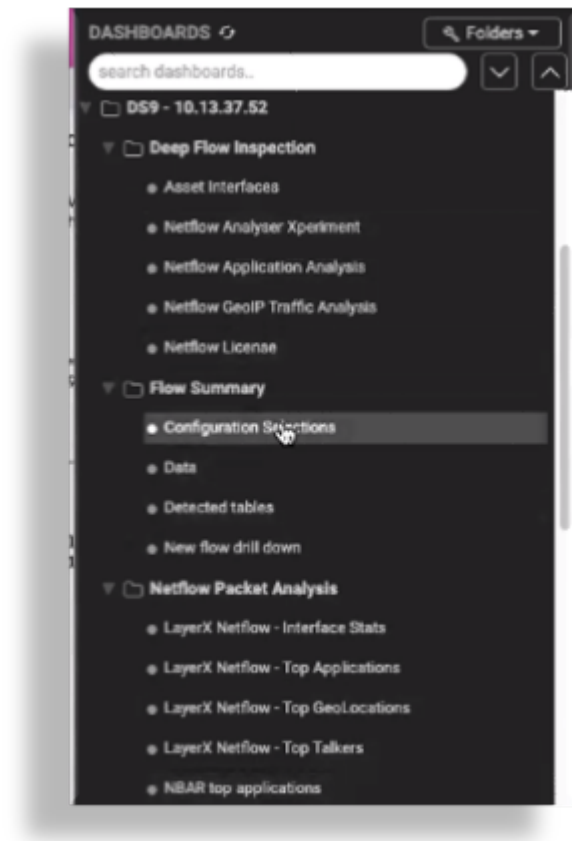 DASHBOARDS
Folders
search dashboards..
DS9 - 10.13.37.52
Deep Flow Inspection
Asset Interfaces
Netflow Analyser Xperiment
Netflow Application Analysis
Netflow GeoIP Traffic Analysis
Netflow License
Flow Summary
Configuration Selections
Data
Detected tables
New flow drill down
Netflow Packet Analysis
LayerX Netflow - Interface Stats
LayerX Netflow - Top Applications
LayerX Netflow - Top GeoLocations
LayerX Netflow - Top Talkers
NBAR top applications